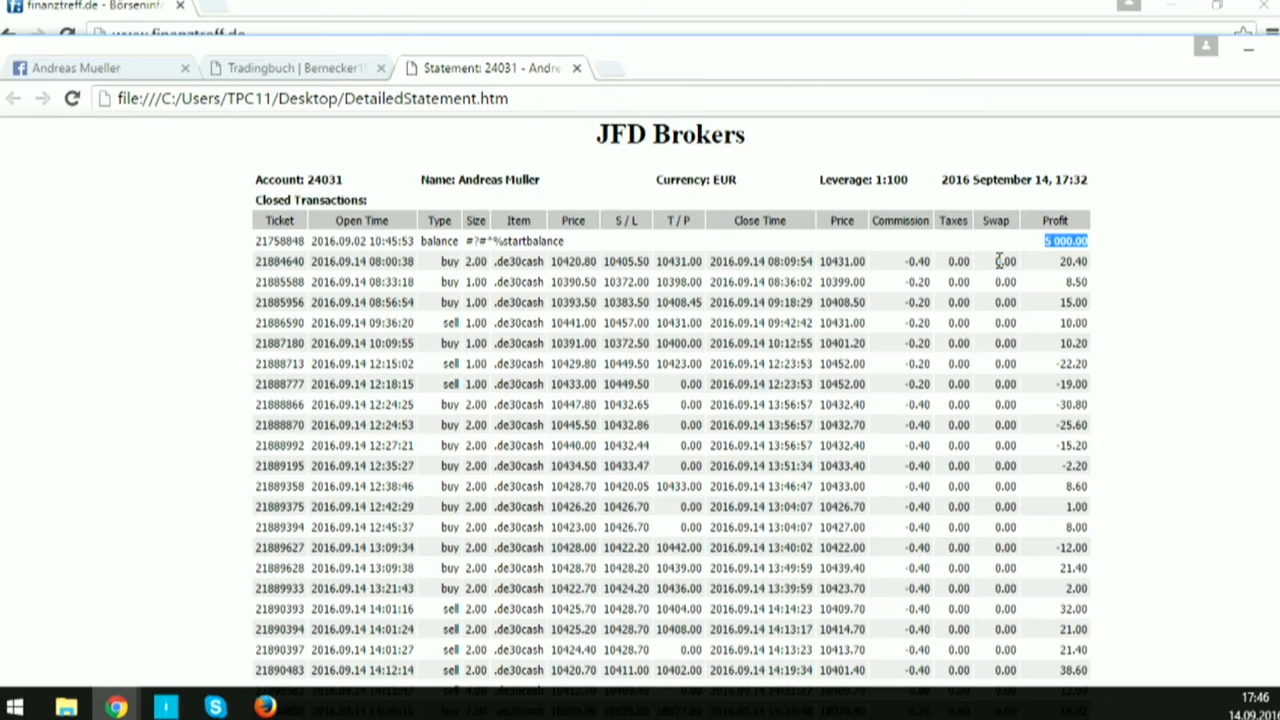 finanztreff.de - Börseninfo
www.finanztreff.de
Andreas Mueller Tradingbuch | Bernecker1 Statement: 24031 - Andre
file:///C:/Users/TPC11/Desktop/DetailedStatement.htm
JFD Brokers
Account: 24031 Name: Andreas Muller Currency: EUR Leverage: 1:100 2016 September 14, 17:32
Closed Transactions:
Ticket Open Time Type Size Item Price S / L T / P Close Time Price Commission Taxes Swap Profit
21758848 2016.09.02 10:45:53 balance #?#*%startbalance 5 000.00
21884640 2016.09.14 08:00:38 buy 2.00 .de30cash 10420.80 10405.50 10431.00 2016.09.14 08:09:54 10431.00 -0.40 0.00 0.00 20.40
21885588 2016.09.14 08:33:18 buy 1.00 .de30cash 10390.50 10372.00 10398.00 2016.09.14 08:36:02 10399.00 -0.20 0.00 0.00 8.50
21885956 2016.09.14 08:56:54 buy 1.00 .de30cash 10393.50 10383.50 10408.45 2016.09.14 09:18:29 10408.50 -0.20 0.00 0.00 15.00
21886590 2016.09.14 09:36:20 sell 1.00 .de30cash 10441.00 10457.00 10431.00 2016.09.14 09:42:42 10431.00 -0.20 0.00 0.00 10.00
21887180 2016.09.14 10:09:55 buy 1.00 .de30cash 10391.00 10372.50 10400.00 2016.09.14 10:12:55 10401.20 -0.20 0.00 0.00 10.20
21888713 2016.09.14 12:15:02 sell 1.00 .de30cash 10429.80 10449.50 10423.00 2016.09.14 12:23:53 10452.00 -0.20 0.00 0.00 -22.20
21888777 2016.09.14 12:18:15 sell 1.00 .de30cash 10433.00 10449.50 0.00 2016.09.14 12:23:53 10452.00 -0.20 0.00 0.00 -19.00
21888866 2016.09.14 12:24:25 buy 2.00 .de30cash 10447.80 10432.65 0.00 2016.09.14 13:56:57 10432.40 -0.40 0.00 0.00 -30.80
21888870 2016.09.14 12:24:53 buy 2.00 .de30cash 10445.50 10432.86 0.00 2016.09.14 13:56:57 10432.70 -0.40 0.00 0.00 -25.60
21888992 2016.09.14 12:27:21 buy 2.00 .de30cash 10440.00 10432.44 0.00 2016.09.14 13:56:57 10432.40 -0.40 0.00 0.00 -15.20
21889195 2016.09.14 12:35:27 buy 2.00 .de30cash 10434.50 10433.47 0.00 2016.09.14 13:51:34 10433.40 -0.40 0.00 0.00 -2.20
21889358 2016.09.14 12:38:46 buy 2.00 .de30cash 10428.70 10420.05 10433.00 2016.09.14 13:46:47 10433.00 -0.40 0.00 0.00 8.60
21889375 2016.09.14 12:42:29 buy 2.00 .de30cash 10426.20 10426.70 0.00 2016.09.14 13:04:07 10426.70 -0.40 0.00 0.00 1.00
21889394 2016.09.14 12:45:37 buy 2.00 .de30cash 10423.00 10426.70 0.00 2016.09.14 13:04:07 10427.00 -0.40 0.00 0.00 8.00
21889627 2016.09.14 13:09:34 buy 2.00 .de30cash 10428.00 10422.20 10442.00 2016.09.14 13:40:02 10422.00 -0.40 0.00 0.00 -12.00
21889628 2016.09.14 13:09:38 buy 2.00 .de30cash 10428.70 10428.20 10439.00 2016.09.14 13:49:59 10439.40 -0.40 0.00 0.00 21.40
21889933 2016.09.14 13:21:43 buy 2.00 .de30cash 10422.70 10424.20 10436.00 2016.09.14 13:39:59 10423.70 -0.40 0.00 0.00 2.00
21890393 2016.09.14 14:01:16 sell 2.00 .de30cash 10425.70 10428.70 10404.00 2016.09.14 14:14:23 10409.70 -0.40 0.00 0.00 32.00
21890394 2016.09.14 14:01:24 sell 2.00 .de30cash 10425.20 10428.70 10408.00 2016.09.14 14:13:17 10414.70 -0.40 0.00 0.00 21.00
21890397 2016.09.14 14:01:27 sell 2.00 .de30cash 10424.40 10428.70 0.00 2016.09.14 14:13:23 10413.70 -0.40 0.00 0.00 21.40
21890483 2016.09.14 14:12:14 sell 2.00 .de30cash 10420.70 10411.00 10402.00 2016.09.14 14:19:34 10401.40 -0.40 0.00 0.00 38.60
17:46
14.09.2016